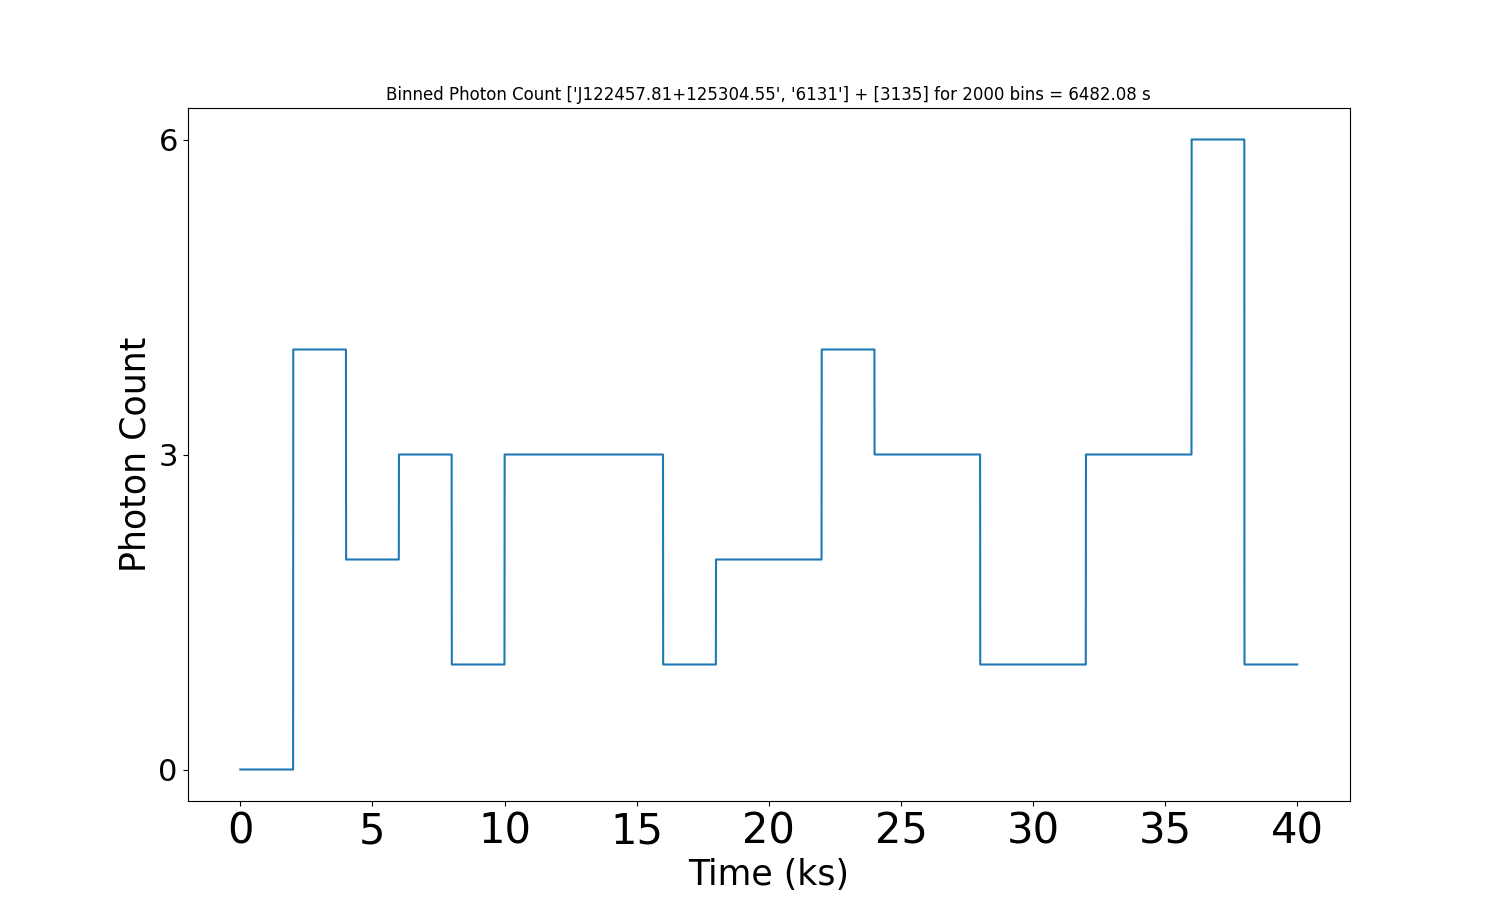 Binned Photon Count ['J122457.81+125304.55', '6131'] + [3135] for 2000 bins = 6482.08 s
6
3
0
Photon Count
0 5 10 15 20 25 30 35 40
Time (ks)